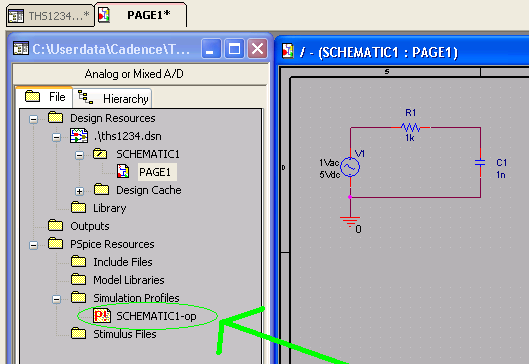 THS1234...*
PAGE1*
C:\Userdata\Cadence\T...
Analog or Mixed A/D
File
Hierarchy
Design Resources
.\ths1234.dsn
SCHEMATIC1
PAGE1
Design Cache
Library
Outputs
PSpice Resources
Include Files
Model Libraries
Simulation Profiles
SCHEMATIC1-op
Stimulus Files
/ - (SCHEMATIC1 : PAGE1)
5
D
R1
1k
V1
1Vac
5Vdc
C1
1n
0